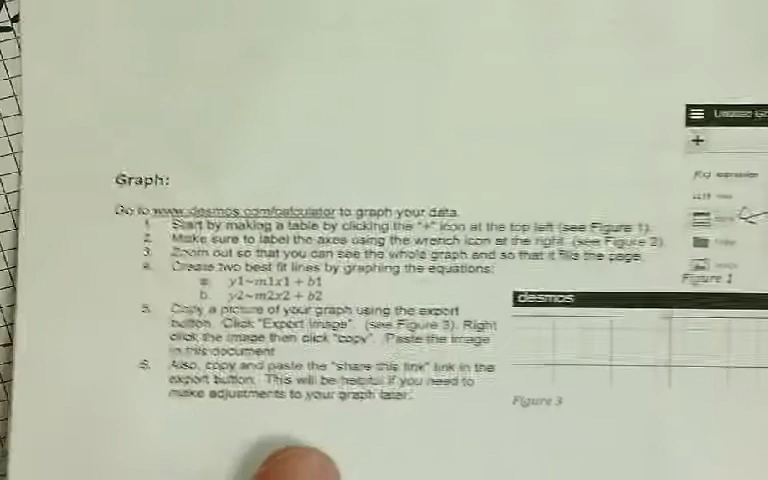 Graph:
Go to www.desmos.com/calculator to graph your data.
1. Start by making a table by clicking the "+" icon at the top left (see Figure 1).
2. Make sure to label the axes using the wrench icon at the right (see Figure 2).
3. Zoom out so that you can see the whole graph and so that it fills the page.
4. Create two best fit lines by graphing the equations:
a. y1~m1x1 + b1
b. y2~m2x2 + b2
5. Copy a picture of your graph using the export
button. Click "Export Image". (see Figure 3). Right
click the image then click "copy". Paste the image
in this document
6. Also, copy and paste the "share this link" link in the
export button. This will be helpful if you need to
make adjustments to your graph later.
+
f(x) expression
Figure 1
desmos
Figure 3